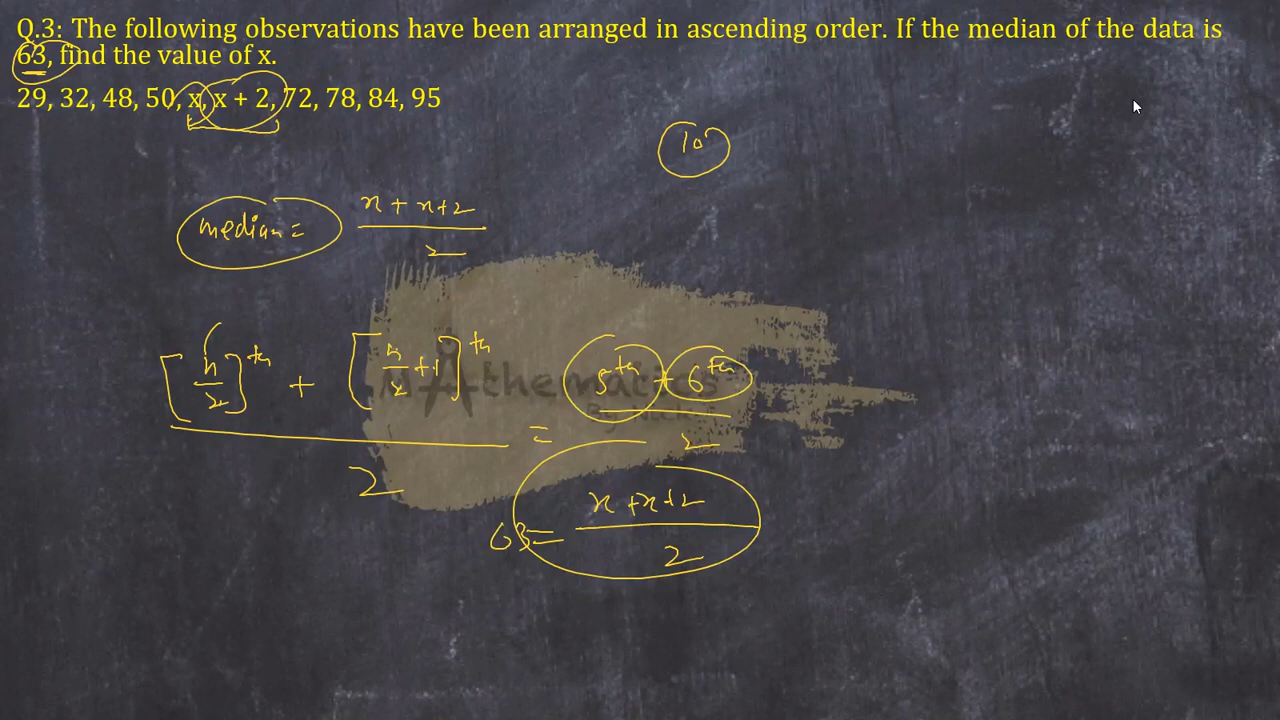 Q.3: The following observations have been arranged in ascending order. If the median of the data is
63, find the value of x.
29, 32, 48, 50, x, x + 2, 72, 78, 84, 95
10
median = x + x+2
2
[n/2]th + [n/2 +1]th
2
= 5th + 6th
2
63 = x + x+2
2
MAthematics